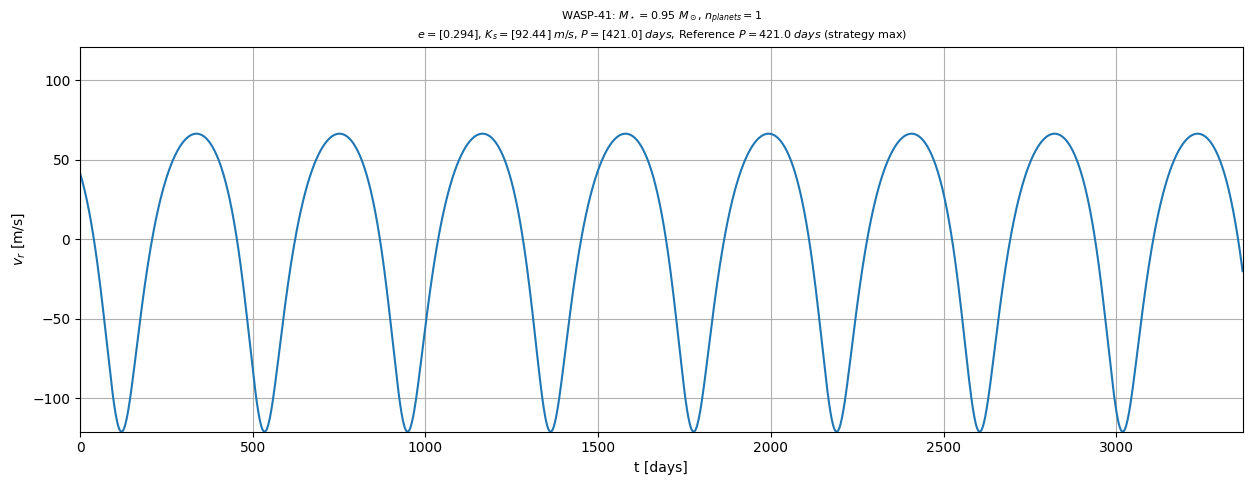 WASP-41: $M_\star = 0.95\ M_\odot$, $n_{planets} = 1$
$e = [0.294]$, $K_s = [92.44]\ m/s$, $P = [421.0]\ days$, Reference $P = 421.0\ days$ (strategy max)
100
50
0
−50
−100
$v_r$ [m/s]
0 500 1000 1500 2000 2500 3000
t [days]